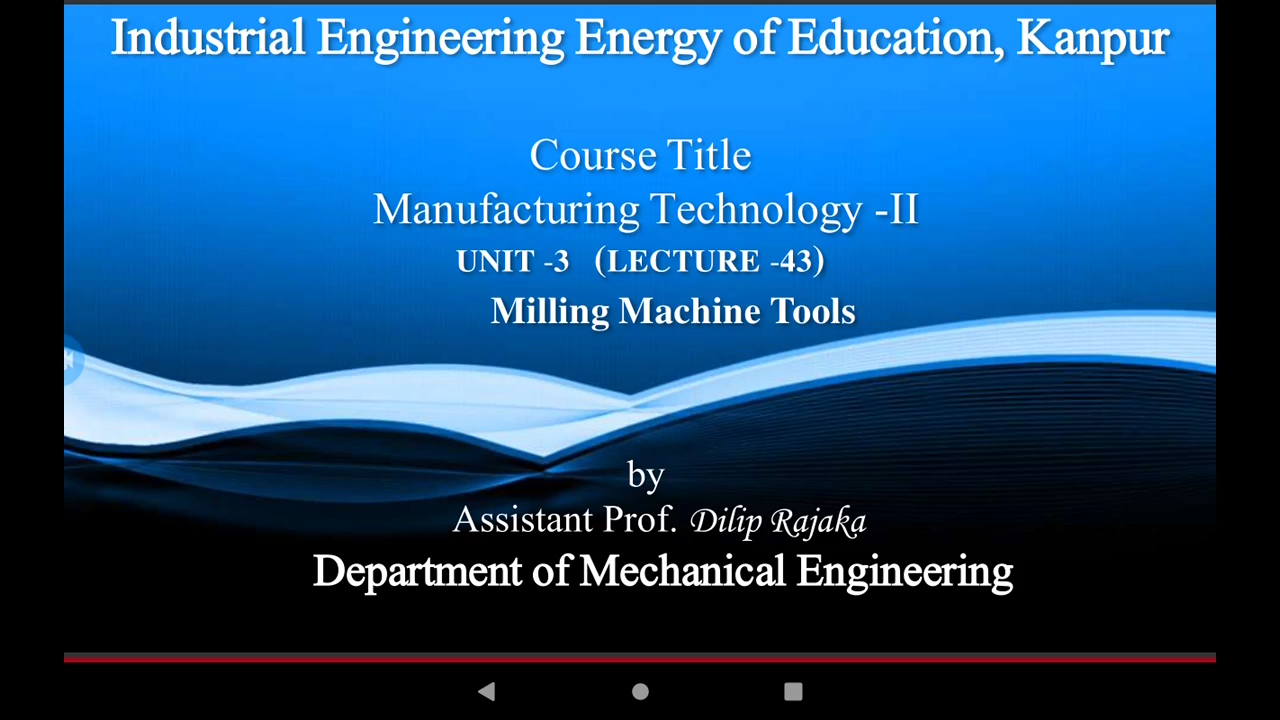 Industrial Engineering Energy of Education, Kanpur
Course Title
Manufacturing Technology -II
UNIT -3 (LECTURE -43)
Milling Machine Tools
by
Assistant Prof. Dilip Rajaka
Department of Mechanical Engineering